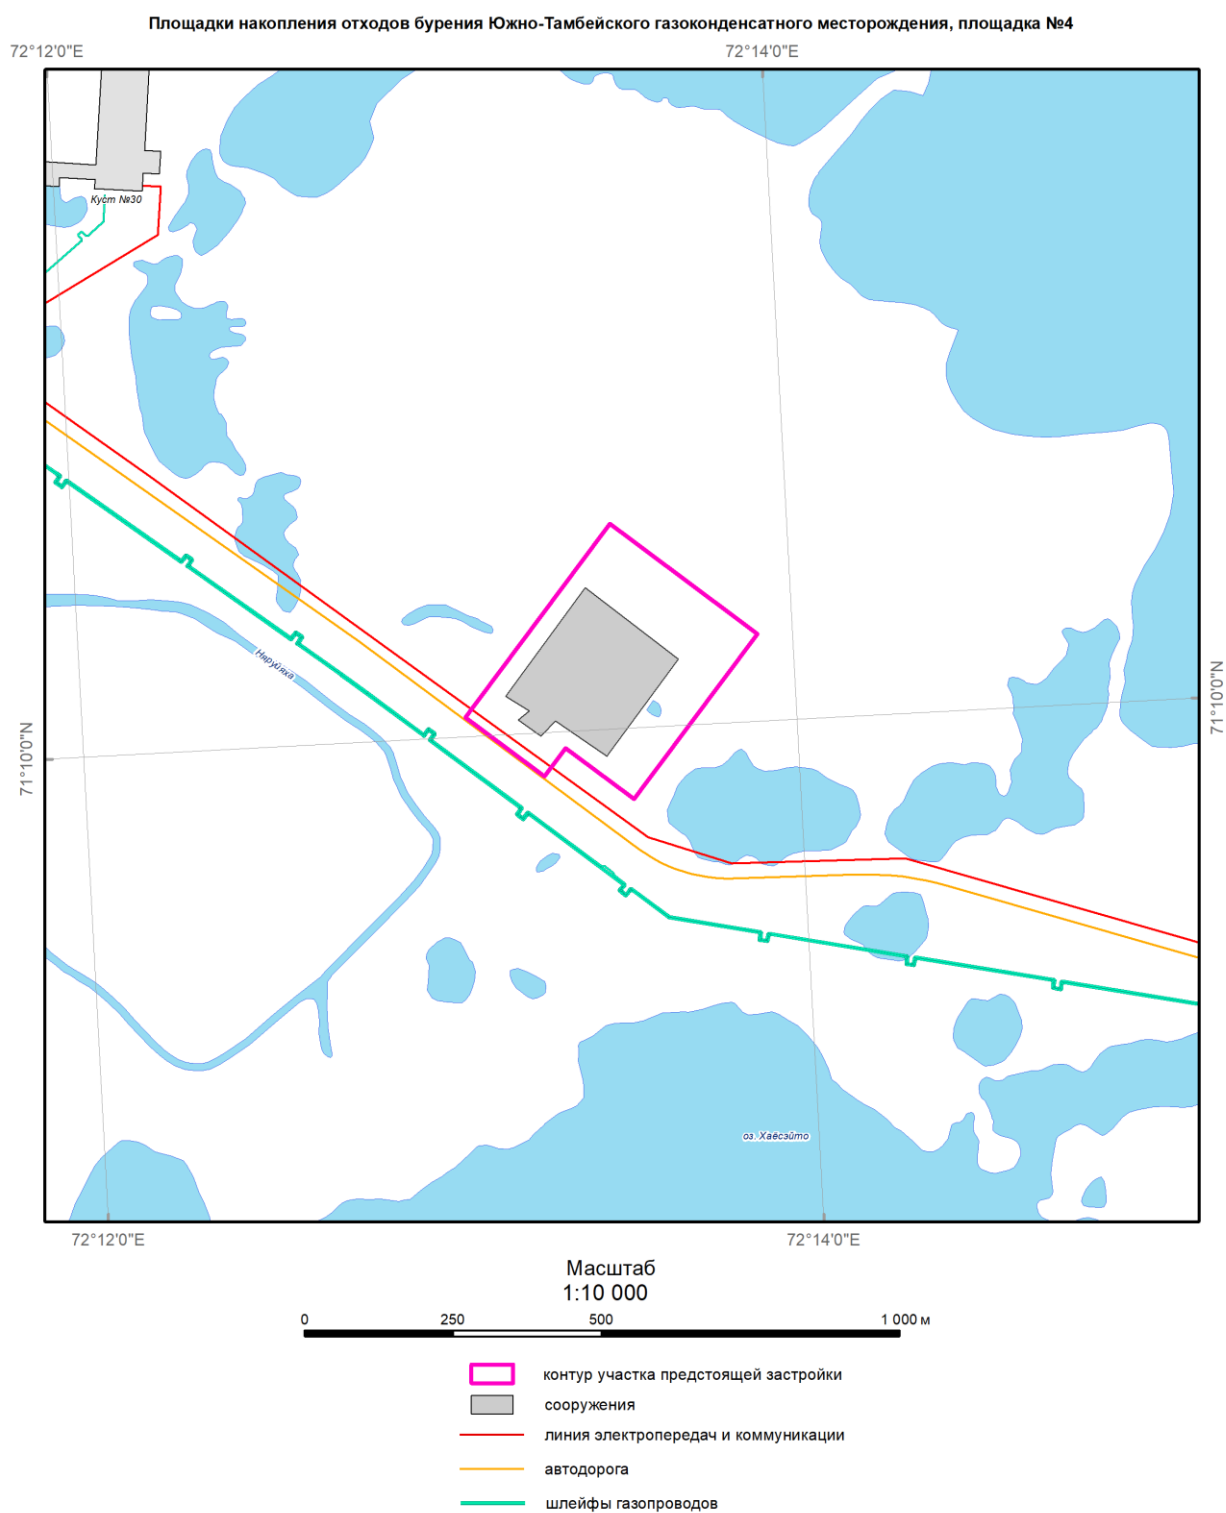 Площадки накопления отходов бурения Южно-Тамбейского газоконденсатного месторождения, площадка №4
72°12'0"E
72°14'0"E
Куст №30
Няруйяха
71°10'0"N
71°10'0"N
оз. Хаёсэйто
72°12'0"E
72°14'0"E
Масштаб
1:10 000
0 250 500 1 000 м
контур участка предстоящей застройки
сооружения
линия электропередач и коммуникации
автодорога
шлейфы газопроводов